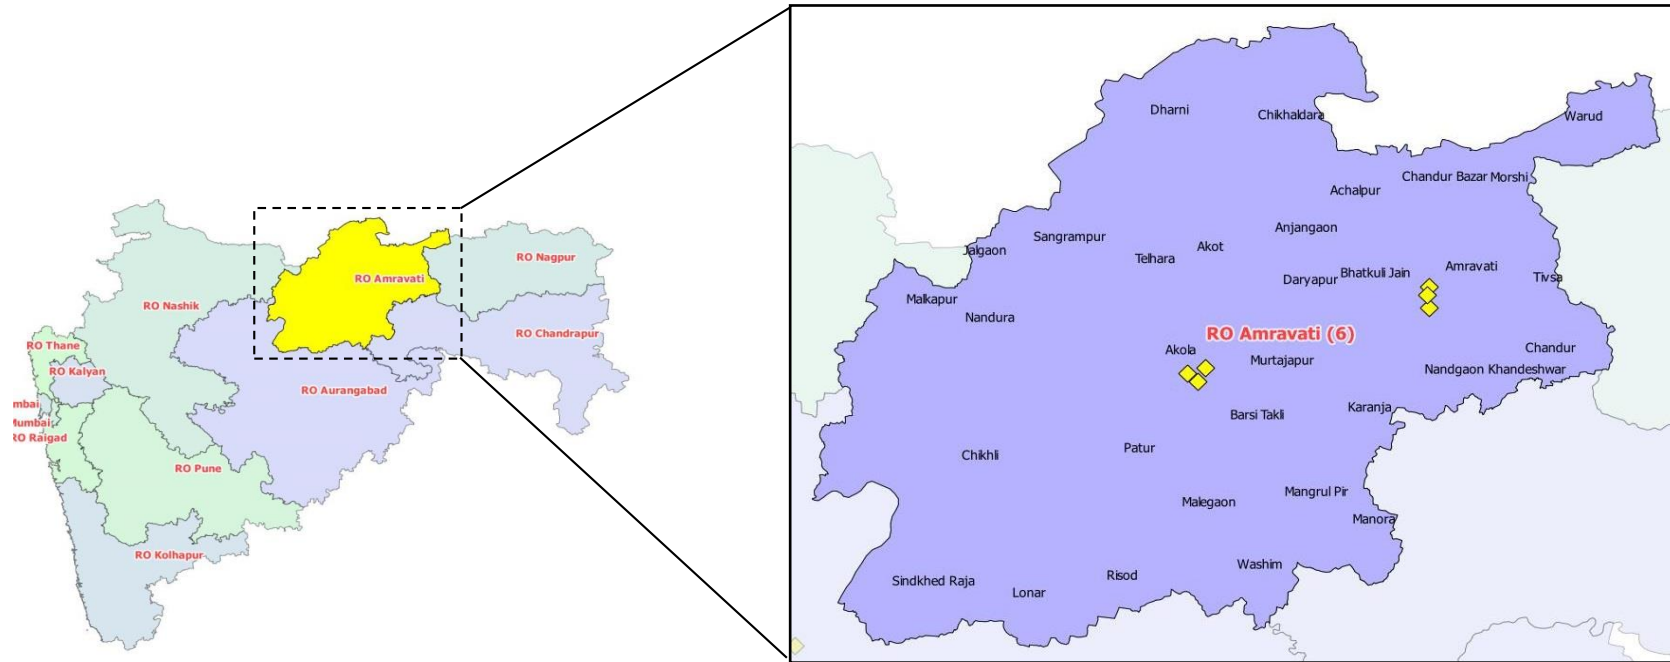 RO Amravati
RO Nagpur
RO Nashik
RO Chandrapur
RO Thane
RO Kalyan
RO Aurangabad
mbai
Mumbai
RO Raigad
RO Pune
RO Kolhapur
Dharni
Chikhaldara
Warud
Chandur Bazar
Morshi
Achalpur
Anjangaon
Sangrampur
Akot
Jalgaon
Telhara
Amravati
Bhatkuli Jain
Daryapur
Tivsa
Malkapur
Nandura
RO Amravati (6)
Akola
Chandur
Murtajapur
Nandgaon Khandeshwar
Karanja
Barsi Takli
Patur
Chikhli
Mangrul Pir
Malegaon
Manora
Washim
Risod
Sindkhed Raja
Lonar